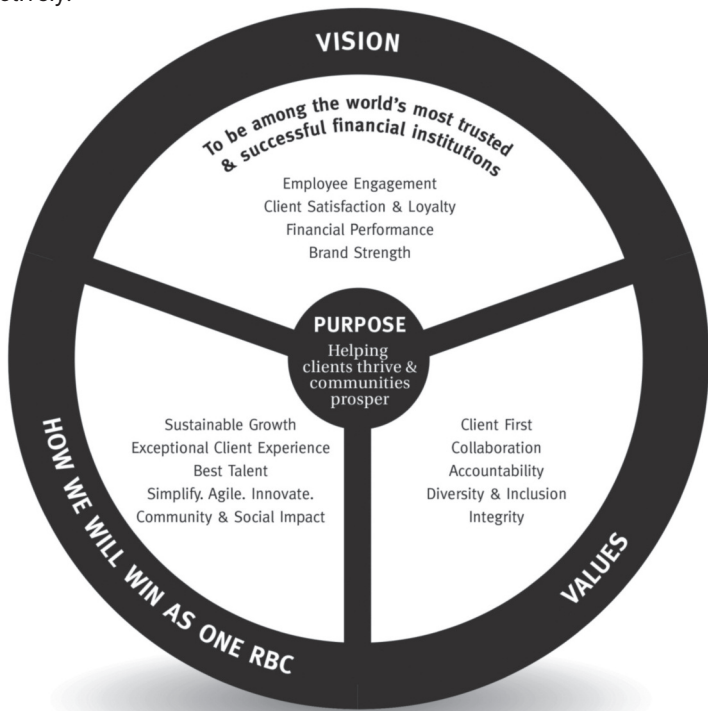 VISION
To be among the world's most trusted
& successful financial institutions
Employee Engagement
Client Satisfaction & Loyalty
Financial Performance
Brand Strength
PURPOSE
Helping
clients thrive &
communities
prosper
Sustainable Growth
Exceptional Client Experience
Best Talent
Simplify. Agile. Innovate.
Community & Social Impact
HOW WE WILL WIN AS ONE RBC
Client First
Collaboration
Accountability
Diversity & Inclusion
Integrity
VALUES